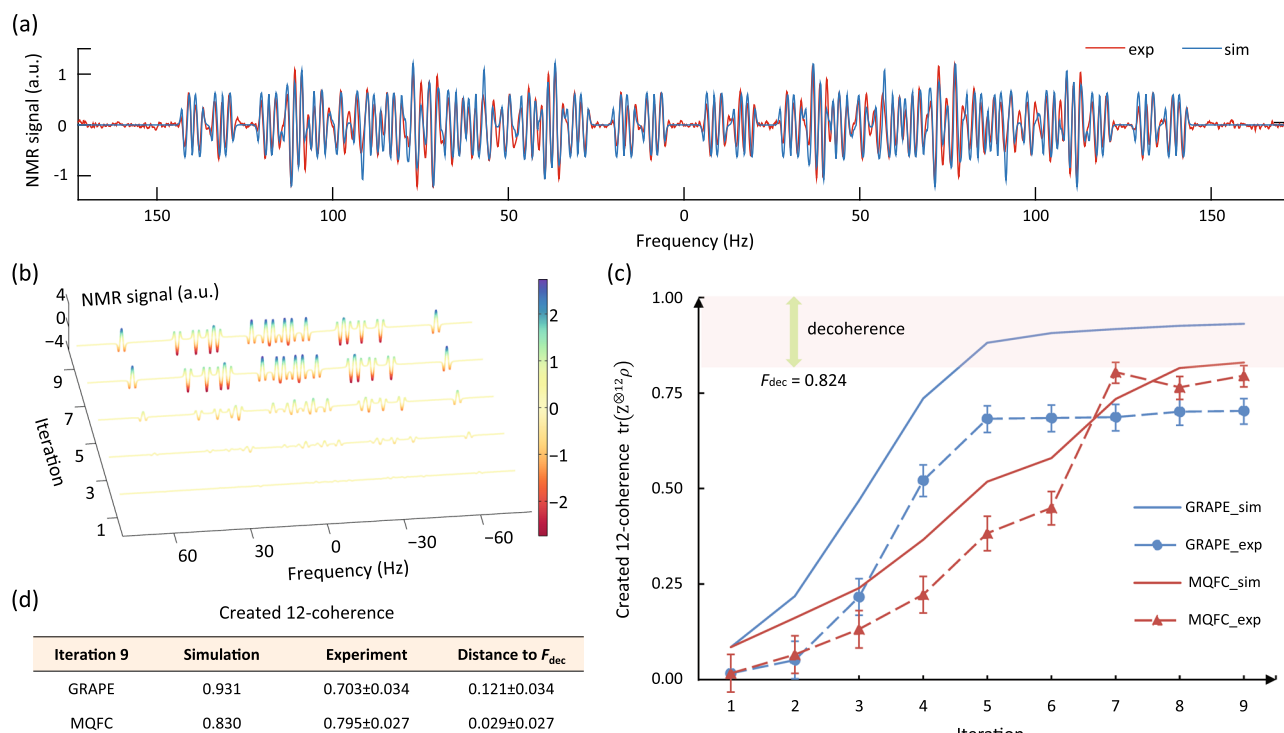 (a)
NMR signal (a.u.)
1
0
-1
exp
sim
150
100
50
0
50
100
150
Frequency (Hz)
(b)
4
0
−4
NMR signal (a.u.)
9
7
5
3
1
Iteration
60
30
0
−30
−60
Frequency (Hz)
2
1
0
−1
−2
(c)
Created 12-coherence tr(Z⊗12ρ)
1.00
0.75
0.50
0.25
0.00
decoherence
Fdec = 0.824
GRAPE_sim
GRAPE_exp
MQFC_sim
MQFC_exp
1 2 3 4 5 6 7 8 9
Iteration
(d)
Created 12-coherence
Iteration 9 Simulation Experiment Distance to Fdec
GRAPE 0.931 0.703±0.034 0.121±0.034
MQFC 0.830 0.795±0.027 0.029±0.027